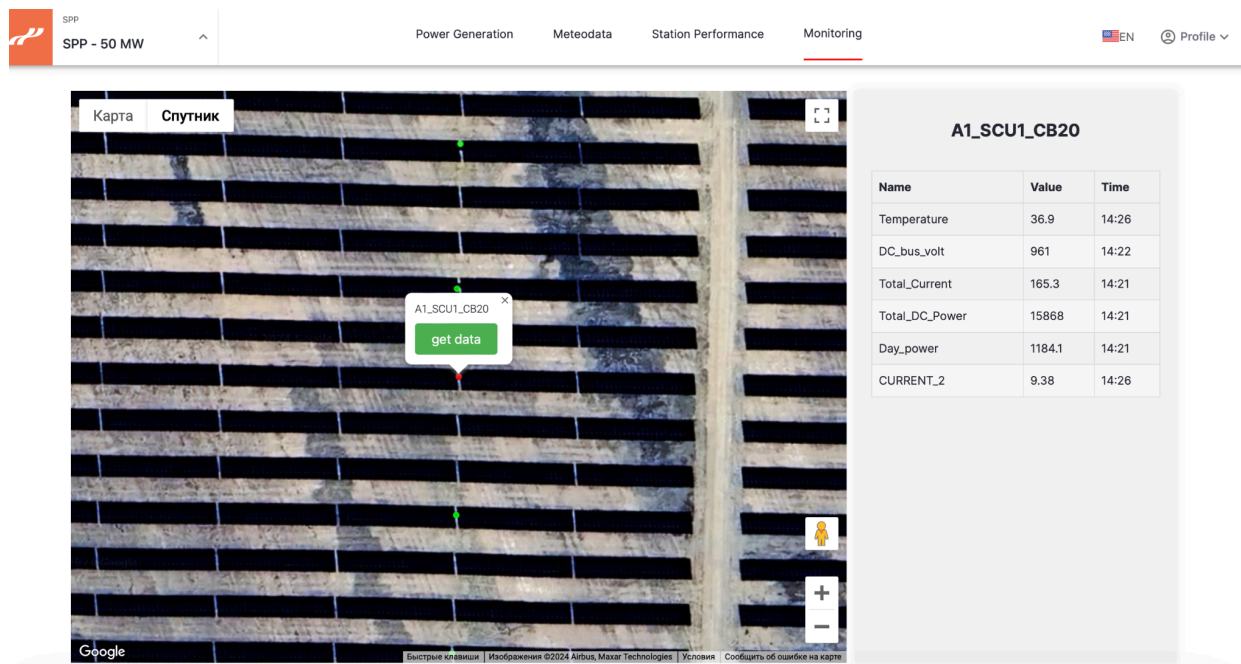 SPP
SPP - 50 MW
Power Generation Meteodata Station Performance Monitoring
EN Profile
Карта Спутник
A1_SCU1_CB20
get data
Google
Быстрые клавиши Изображения ©2024 Airbus, Maxar Technologies Условия Сообщить об ошибке на карте
A1_SCU1_CB20
Name Value Time
Temperature 36.9 14:26
DC_bus_volt 961 14:22
Total_Current 165.3 14:21
Total_DC_Power 15868 14:21
Day_power 1184.1 14:21
CURRENT_2 9.38 14:26